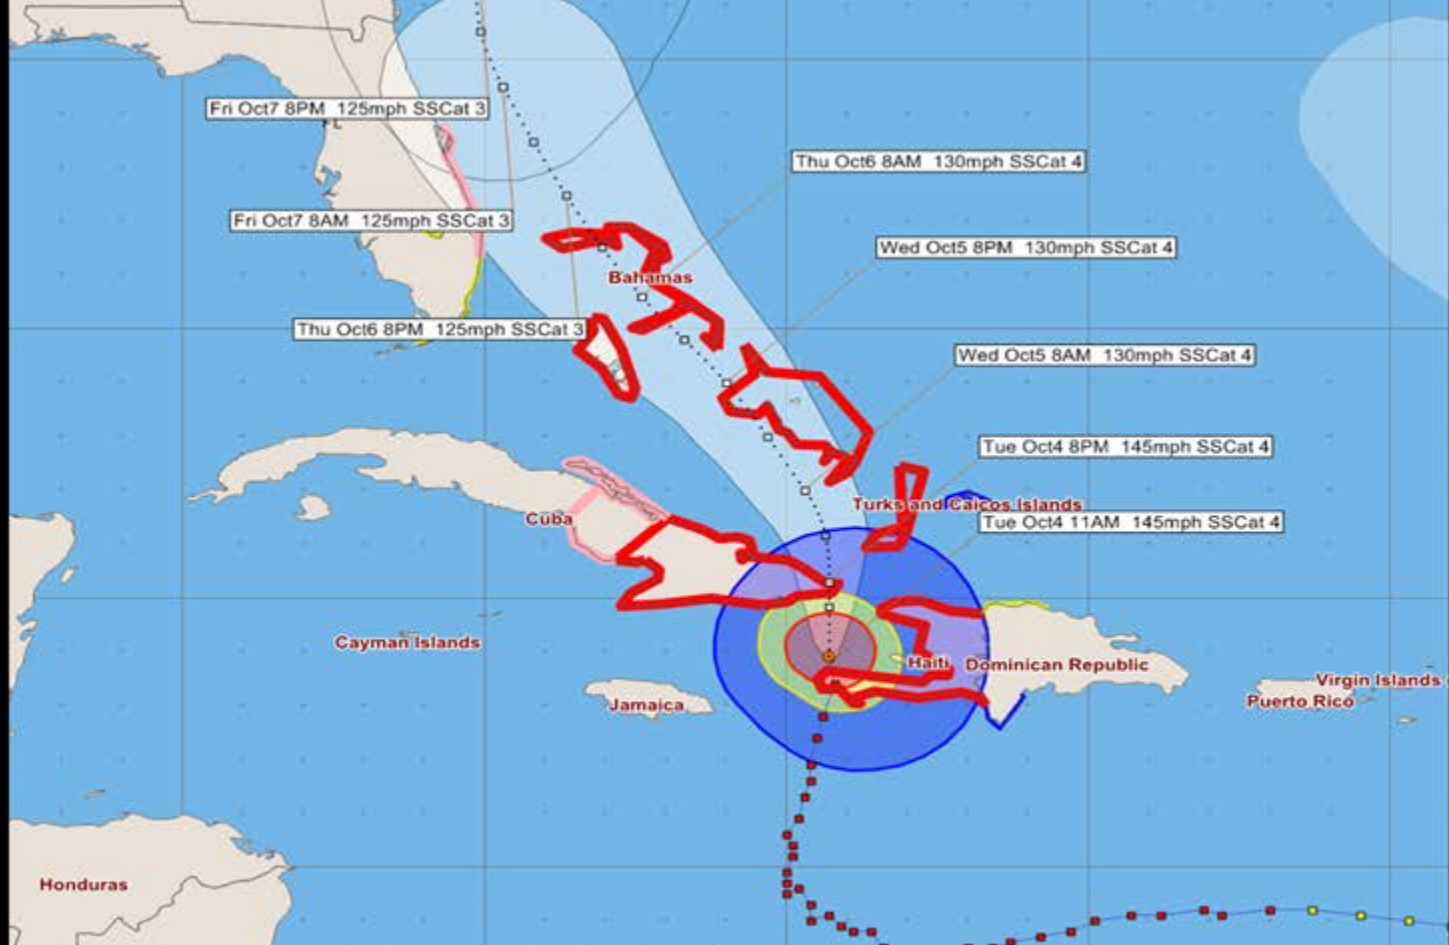 Fri Oct7 8PM 125mph SSCat 3
FL
Thu Oct6 8AM 130mph SSCat 4
Fri Oct7 8AM 125mph SSCat 3
Wed Oct5 8PM 130mph SSCat 4
Bahamas
Thu Oct6 8PM 125mph SSCat 3
Wed Oct5 8AM 130mph SSCat 4
Tue Oct4 8PM 145mph SSCat 4
Turks and Caicos Islands
Cuba
Tue Oct4 11AM 145mph SSCat 4
Cayman Islands
Haiti
Dominican Republic
Virgin Islands
Jamaica
Puerto Rico
Honduras